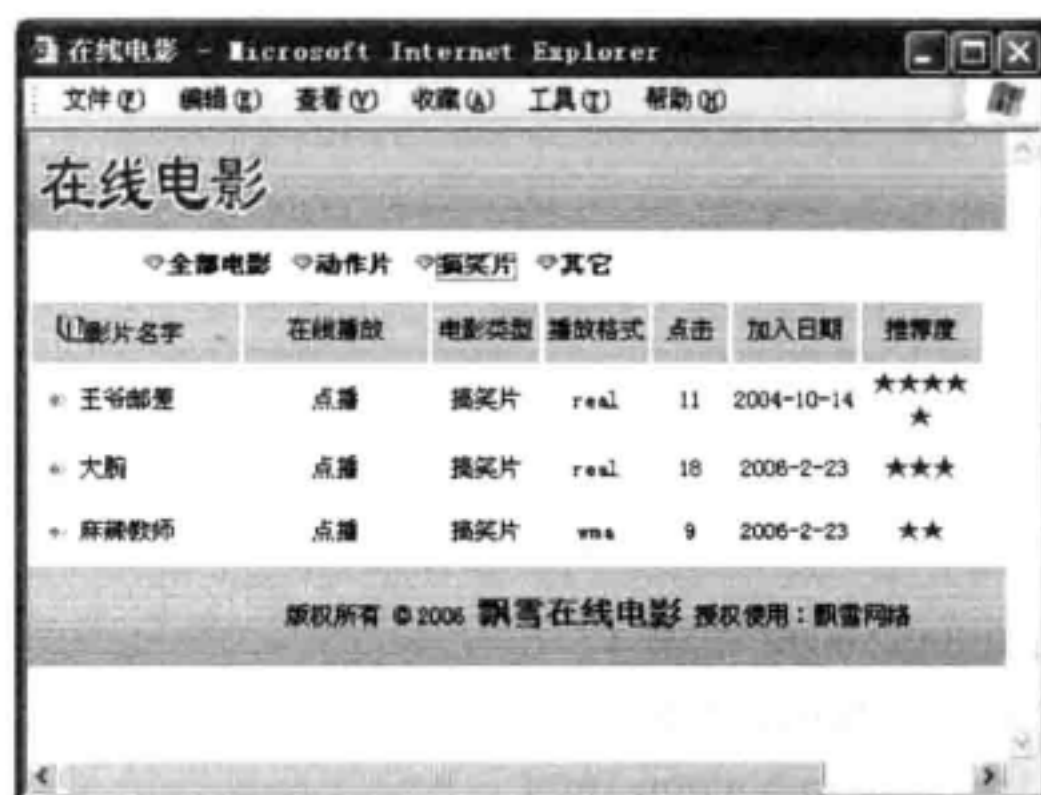 在线电影 - Microsoft Internet Explorer
文件(F) 编辑(E) 查看(V) 收藏(A) 工具(T) 帮助(H)
在线电影
全部电影 动作片 搞笑片 其它
影片名字 在线播放 电影类型 播放格式 点击 加入日期 推荐度
王爷邮差 点播 搞笑片 real 11 2004-10-14 ★★★★
★
大腕 点播 搞笑片 real 18 2006-2-23 ★★★
麻辣教师 点播 搞笑片 wma 9 2006-2-23 ★★
版权所有 ©2006 飘雪在线电影 授权使用：飘雪网络